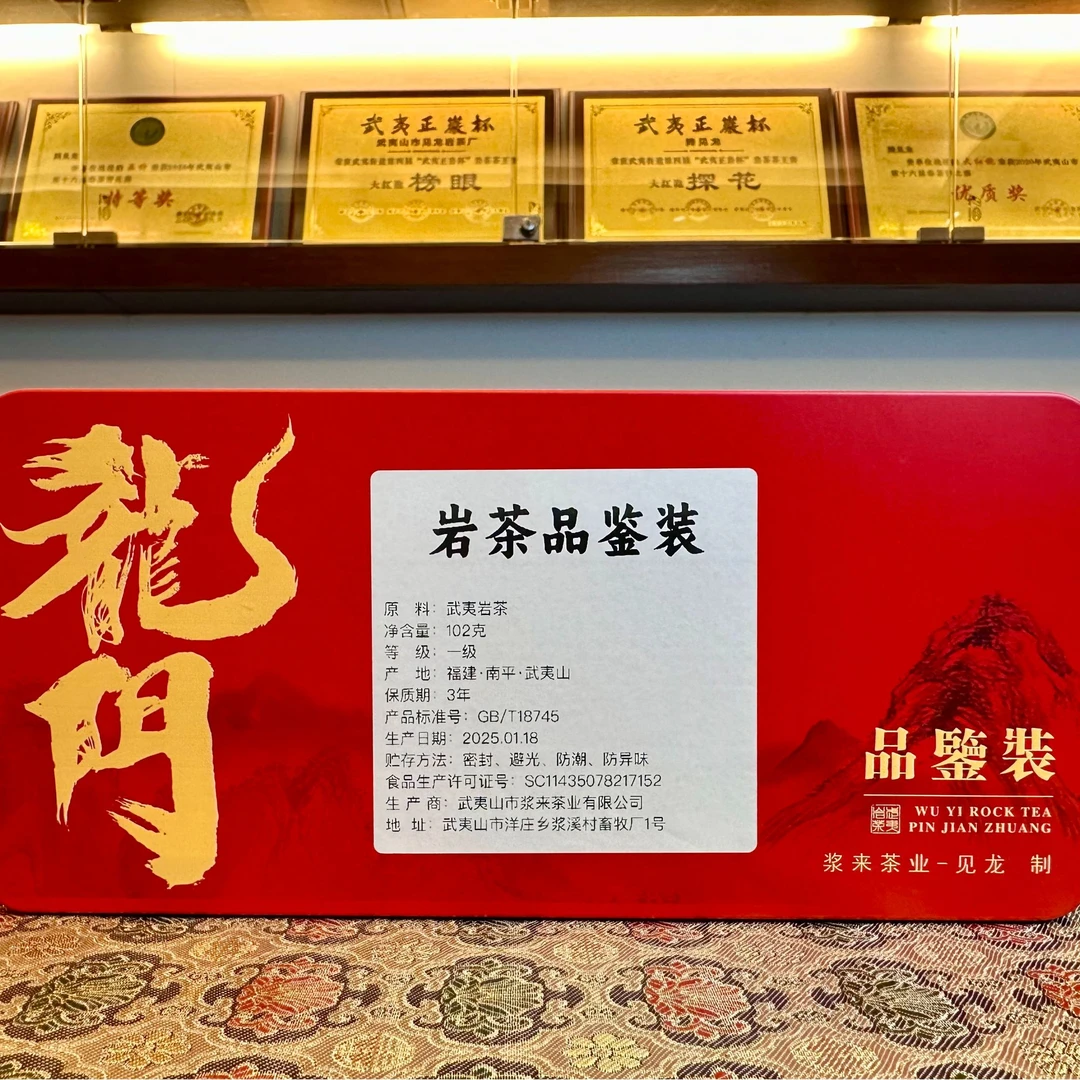 特等奖
武夷正巖杯
武夷山市见龙岩茶厂
大红袍 榜眼
武夷正巖杯
大红袍 探花
优质奖
龍門
岩茶品鉴装
原 料：武夷岩茶
净含量：102克
等 级：一级
产 地：福建·南平·武夷山
保质期：3年
产品标准号：GB/T18745
生产日期：2025.01.18
贮存方法：密封、避光、防潮、防异味
食品生产许可证号：SC11435078217152
生 产 商：武夷山市浆来茶业有限公司
地 址：武夷山市洋庄乡浆溪村畜牧厂1号
品鑒裝
WU YI ROCK TEA
PIN JIAN ZHUANG
浆来茶业-见龙 制